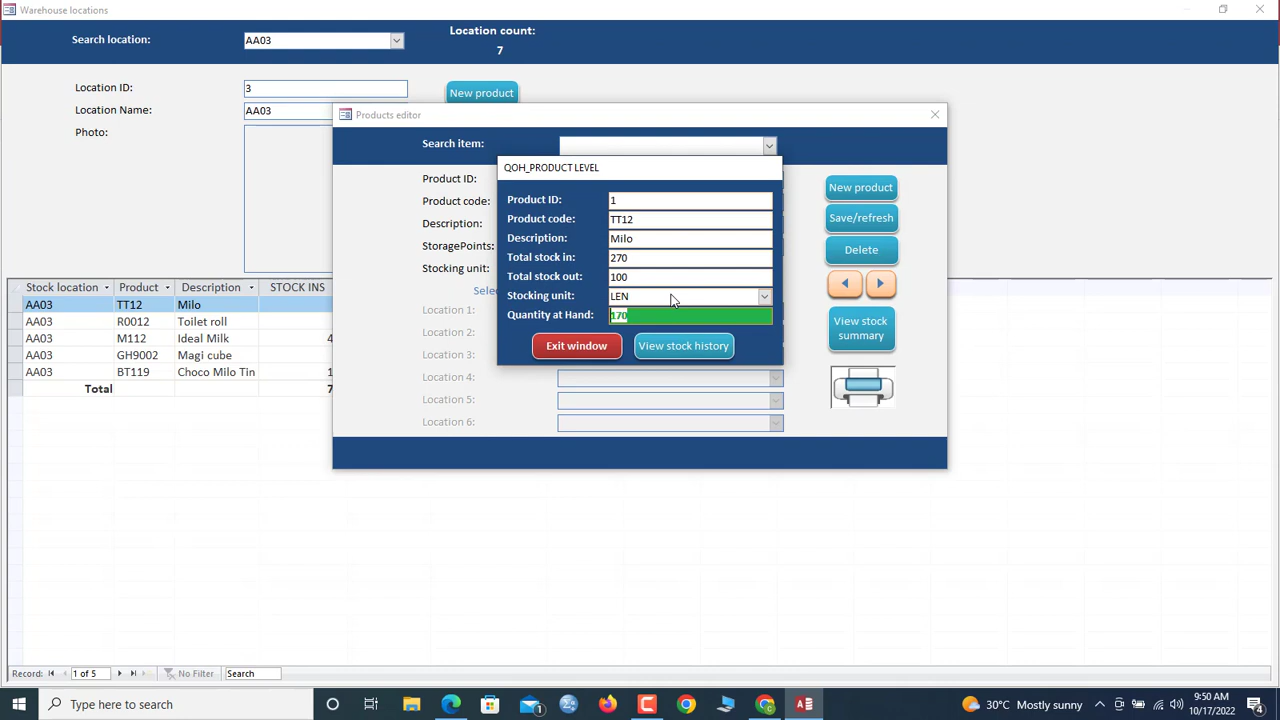 Warehouse locations
Search location:
AA03
Location count:
7
Location ID:
3
New product
Location Name:
AA03
Photo:
Products editor
Search item:
Product ID:
Product code:
Description:
StoragePoints:
Stocking unit:
Location 1:
Location 2:
Location 3:
Location 4:
Location 5:
Location 6:
New product
Save/refresh
Delete
View stock
summary
QOH_PRODUCT LEVEL
Product ID: 1
Product code: TT12
Description: Milo
Total stock in: 270
Total stock out: 100
Stocking unit: LEN
Quantity at Hand: 170
Exit window View stock history
Stock location Product Description STOCK INS
AA03 TT12 Milo
AA03 R0012 Toilet roll
AA03 M112 Ideal Milk 4
AA03 GH9002 Magi cube
AA03 BT119 Choco Milo Tin 1
Total 7
Record: 1 of 5 No Filter Search
Type here to search
1
30°C Mostly sunny
9:50 AM
10/17/2022
4